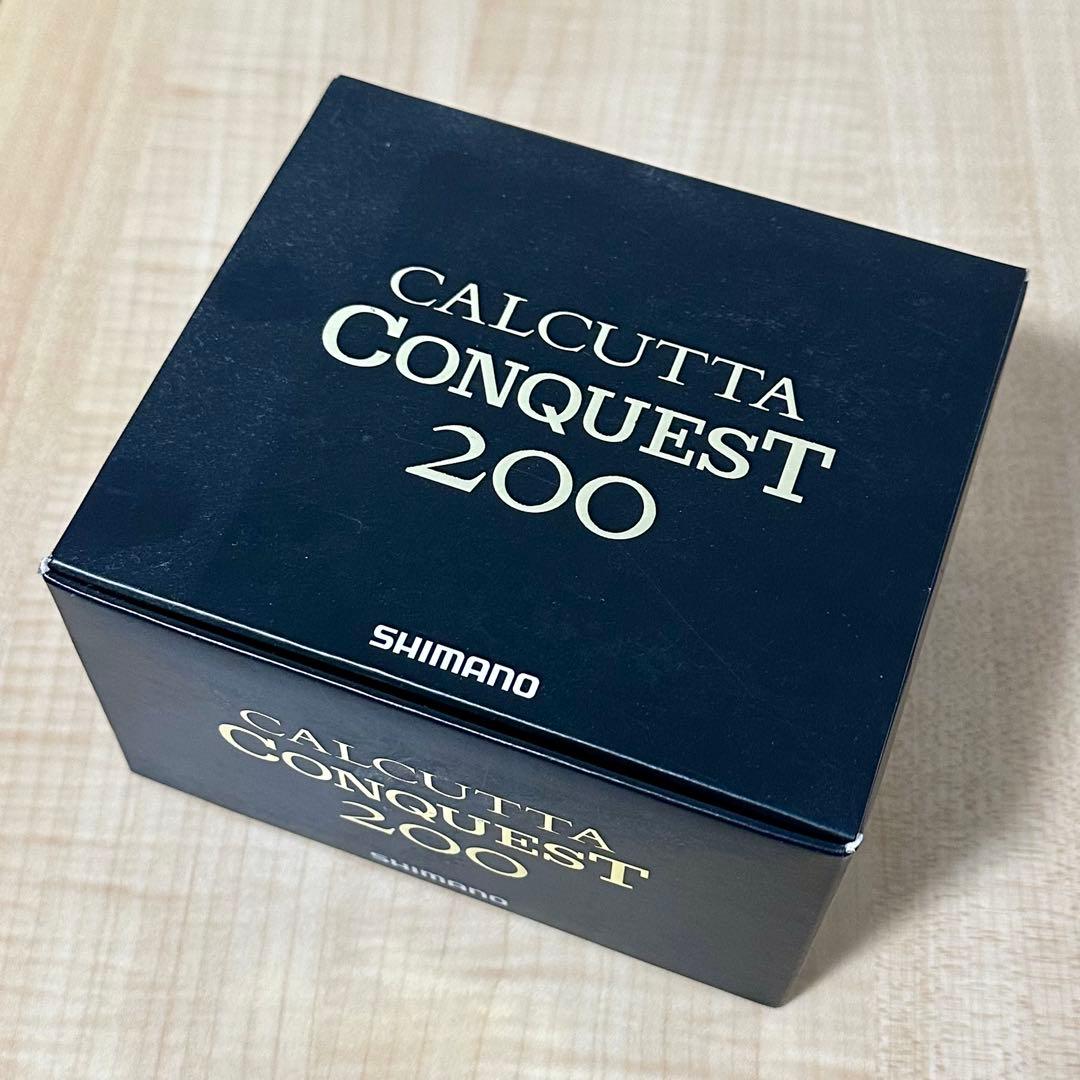 CALCUTTA
CONQUEST
200
SHIMANO
CALCUTTA
CONQUEST
200
SHIMANO